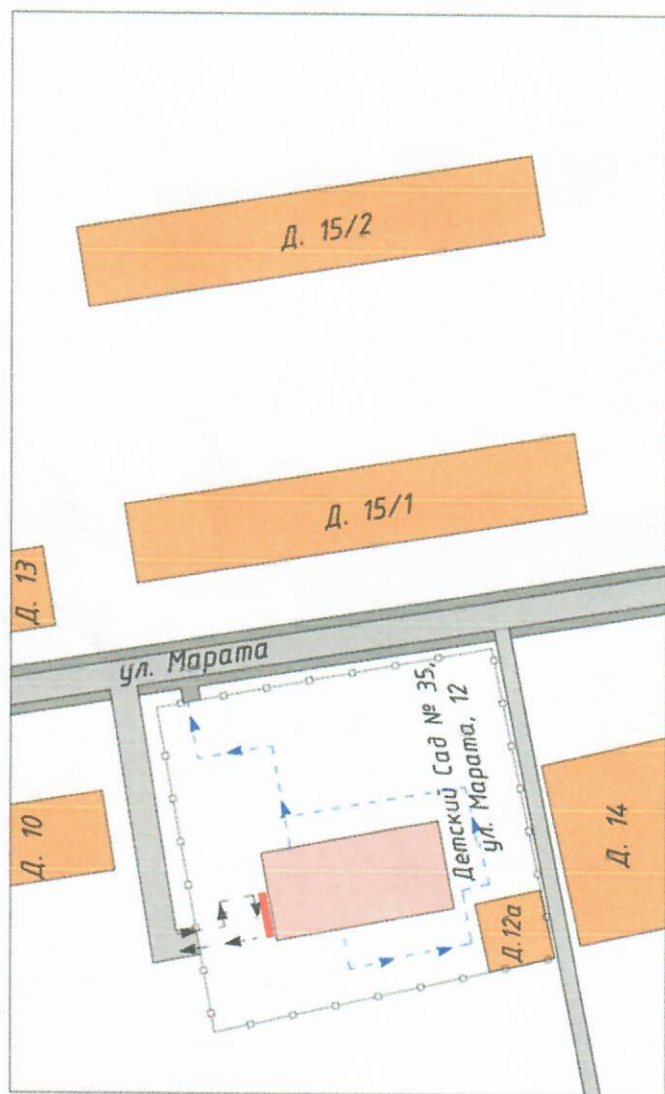 Д. 15/2
Д. 15/1
Д. 13
ул. Марата
Детский Сад № 35,
ул. Марата, 12
Д. 10
Д. 14
Д.12а